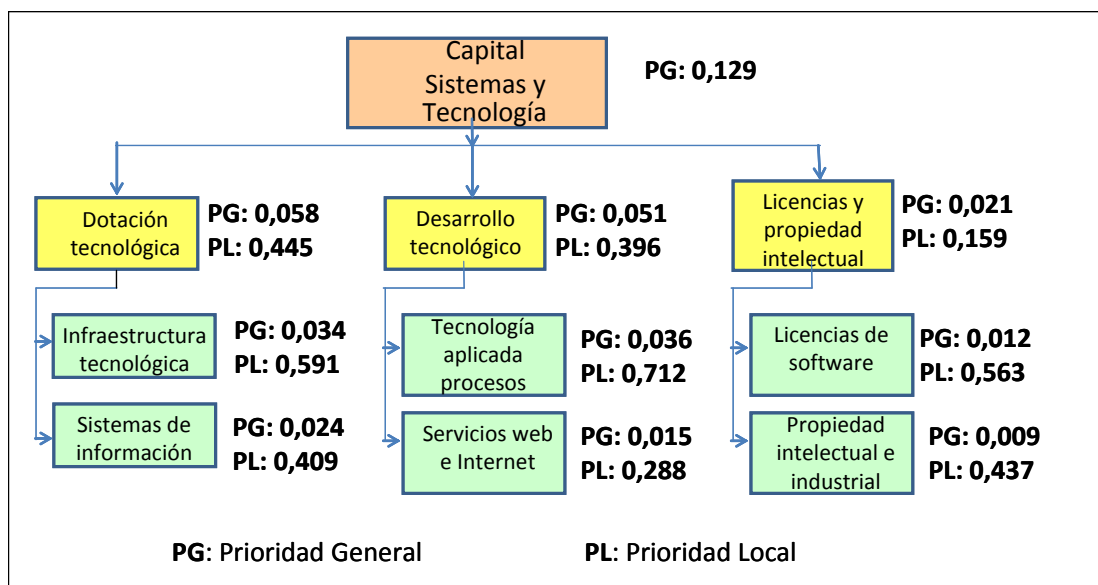 Capital
Sistemas y
Tecnología
PG: 0,129
Dotación
tecnológica
PG: 0,058
PL: 0,445
Desarrollo
tecnológico
PG: 0,051
PL: 0,396
Licencias y
propiedad
intelectual
PG: 0,021
PL: 0,159
Infraestructura
tecnológica
PG: 0,034
PL: 0,591
Tecnología
aplicada
procesos
PG: 0,036
PL: 0,712
Licencias de
software
PG: 0,012
PL: 0,563
Sistemas de
información
PG: 0,024
PL: 0,409
Servicios web
e Internet
PG: 0,015
PL: 0,288
Propiedad
intelectual e
industrial
PG: 0,009
PL: 0,437
PG: Prioridad General
PL: Prioridad Local